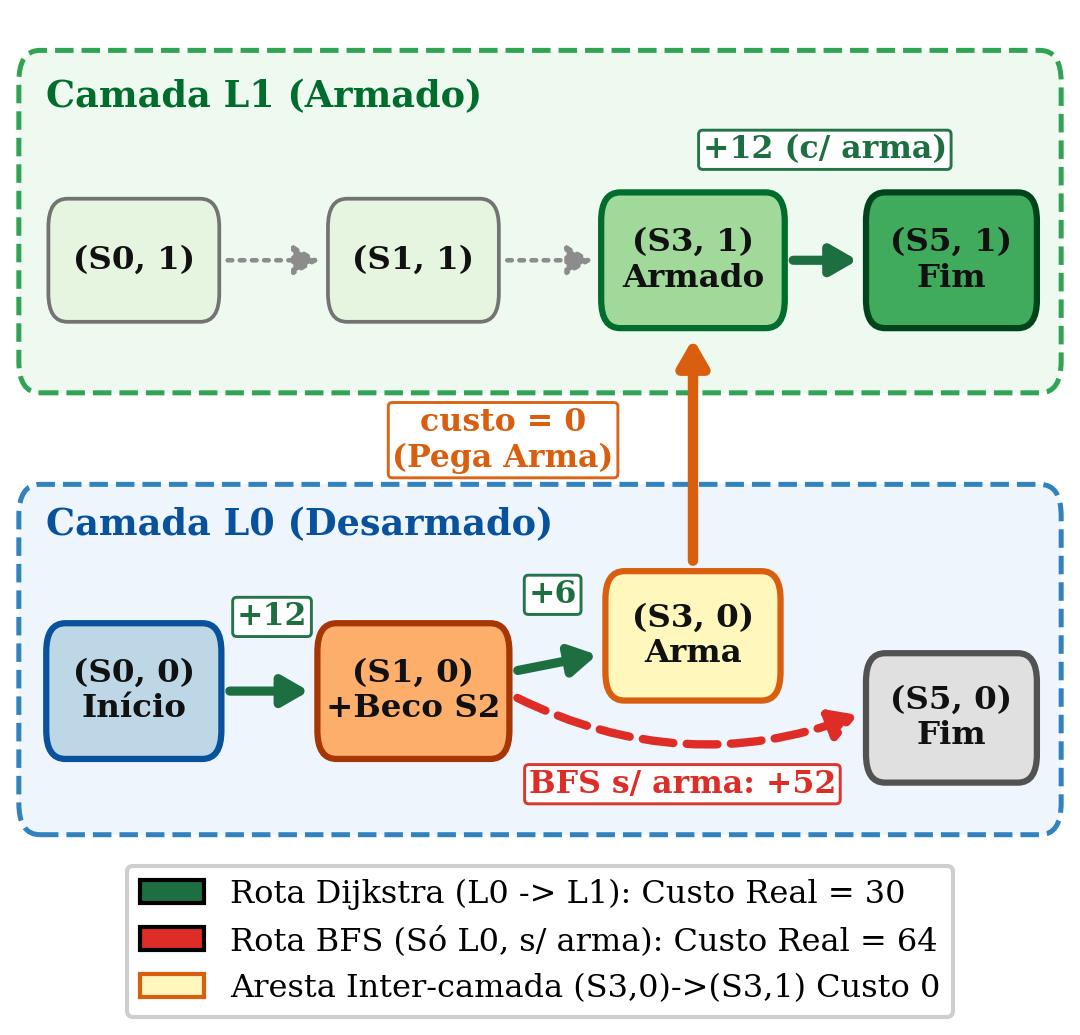 Camada L1 (Armado)
+12 (c/ arma)
(S0, 1)
(S1, 1)
(S3, 1)
Armado
(S5, 1)
Fim
custo = 0
(Pega Arma)
Camada L0 (Desarmado)
+12
+6
(S0, 0)
Início
(S1, 0)
+Beco S2
(S3, 0)
Arma
(S5, 0)
Fim
BFS s/ arma: +52
Rota Dijkstra (L0 -> L1): Custo Real = 30
Rota BFS (Só L0, s/ arma): Custo Real = 64
Aresta Inter-camada (S3,0)->(S3,1) Custo 0